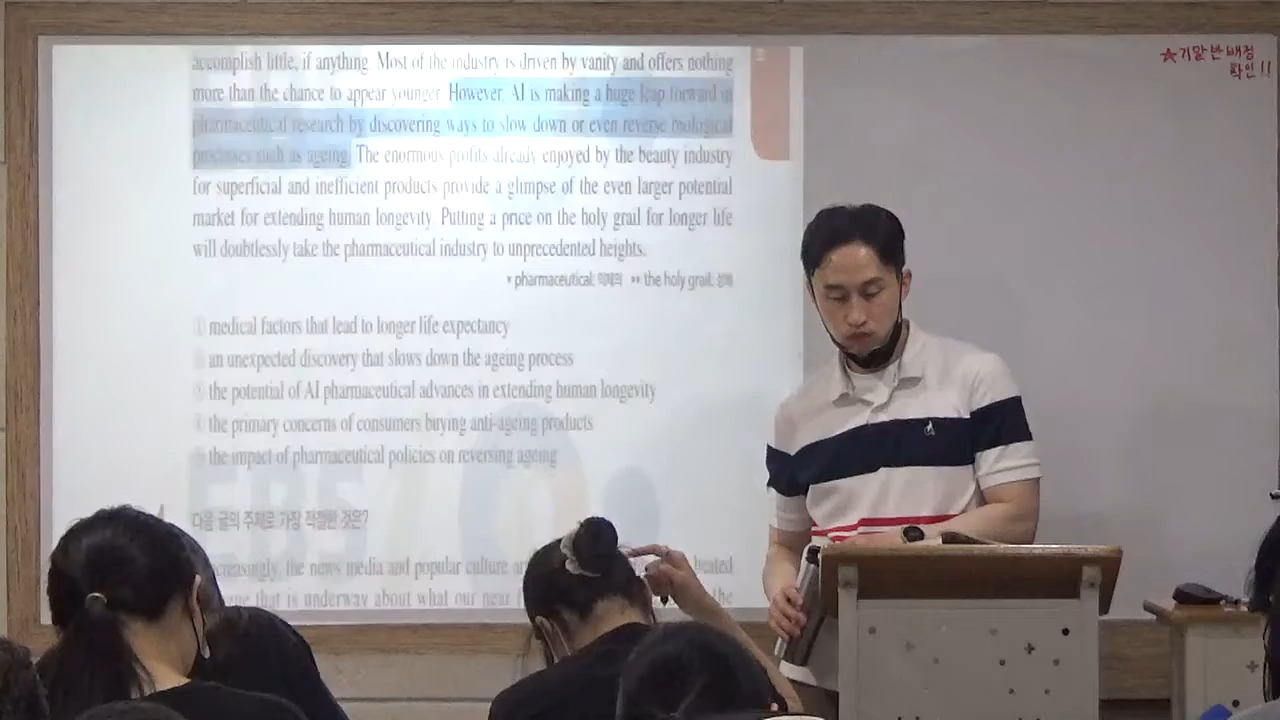 accomplish little, if anything. Most of the industry is driven by vanity and offers nothing
more than the chance to appear younger. However, AI is making a huge leap forward in
pharmaceutical research by discovering ways to slow down or even reverse biological
processes such as ageing. The enormous profits already enjoyed by the beauty industry
for superficial and inefficient products provide a glimpse of the even larger potential
market for extending human longevity. Putting a price on the holy grail for longer life
will doubtlessly take the pharmaceutical industry to unprecedented heights.
* pharmaceutical: 약제의 ** the holy grail: 성배
① medical factors that lead to longer life expectancy
② an unexpected discovery that slows down the ageing process
③ the potential of AI pharmaceutical advances in extending human longevity
④ the primary concerns of consumers buying anti-ageing products
⑤ the impact of pharmaceutical policies on reversing ageing
다음 글의 주제로 가장 적절한 것은?
the news media and popular culture
that is underway about what our near the
EBS
★기말반 배정
확인!!